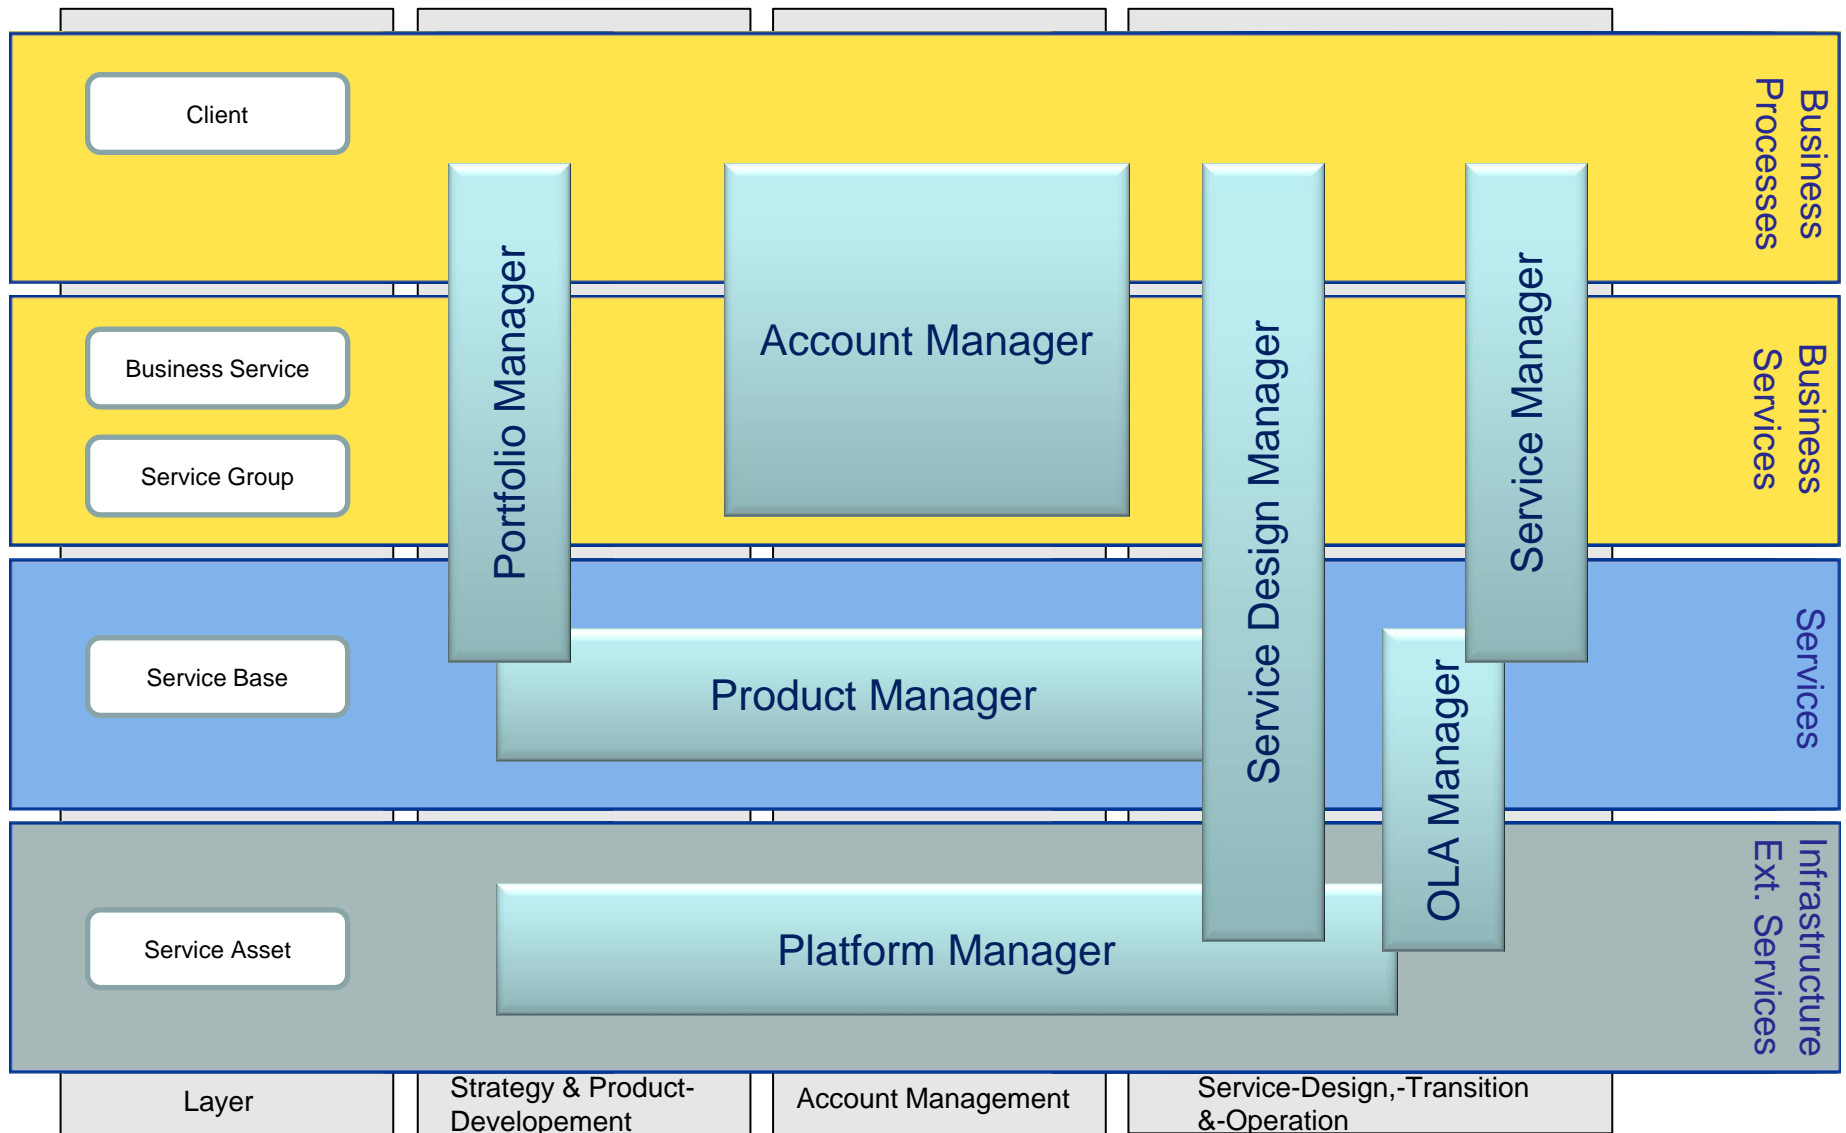 Client
Business
Processes
Portfolio Manager
Account Manager
Service Design Manager
Service Manager
Business Service
Service Group
Business
Services
Service Base
Product Manager
OLA Manager
Services
Service Asset
Platform Manager
Infrastructure
Ext. Services
Layer
Strategy & Product-
Developement
Account Management
Service-Design,-Transition
&-Operation